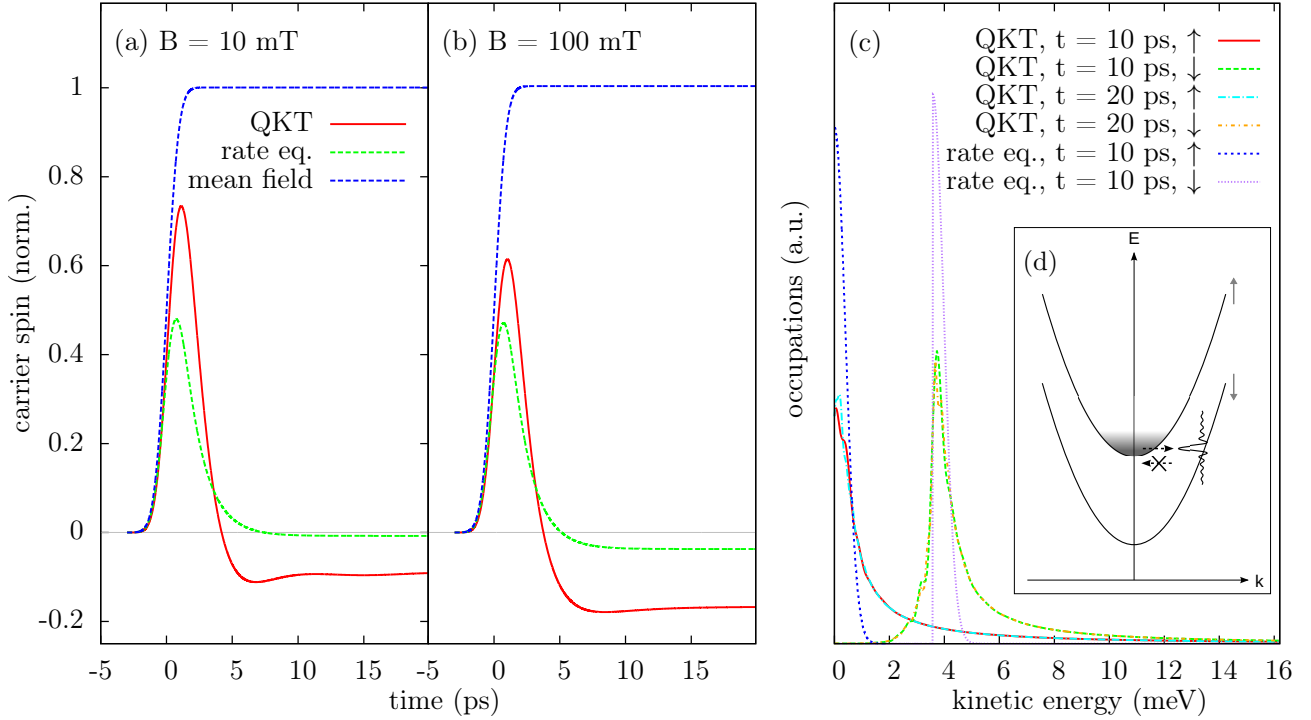 (a) B = 10 mT
QKT
rate eq.
mean field
carrier spin (norm.)
1
0.8
0.6
0.4
0.2
0
-0.2
-5 0 5 10 15
(b) B = 100 mT
-5 0 5 10 15
time (ps)
(c)
QKT, t = 10 ps, ↑
QKT, t = 10 ps, ↓
QKT, t = 20 ps, ↑
QKT, t = 20 ps, ↓
rate eq., t = 10 ps, ↑
rate eq., t = 10 ps, ↓
occupations (a.u.)
(d)
E
k
0 2 4 6 8 10 12 14 16
kinetic energy (meV)